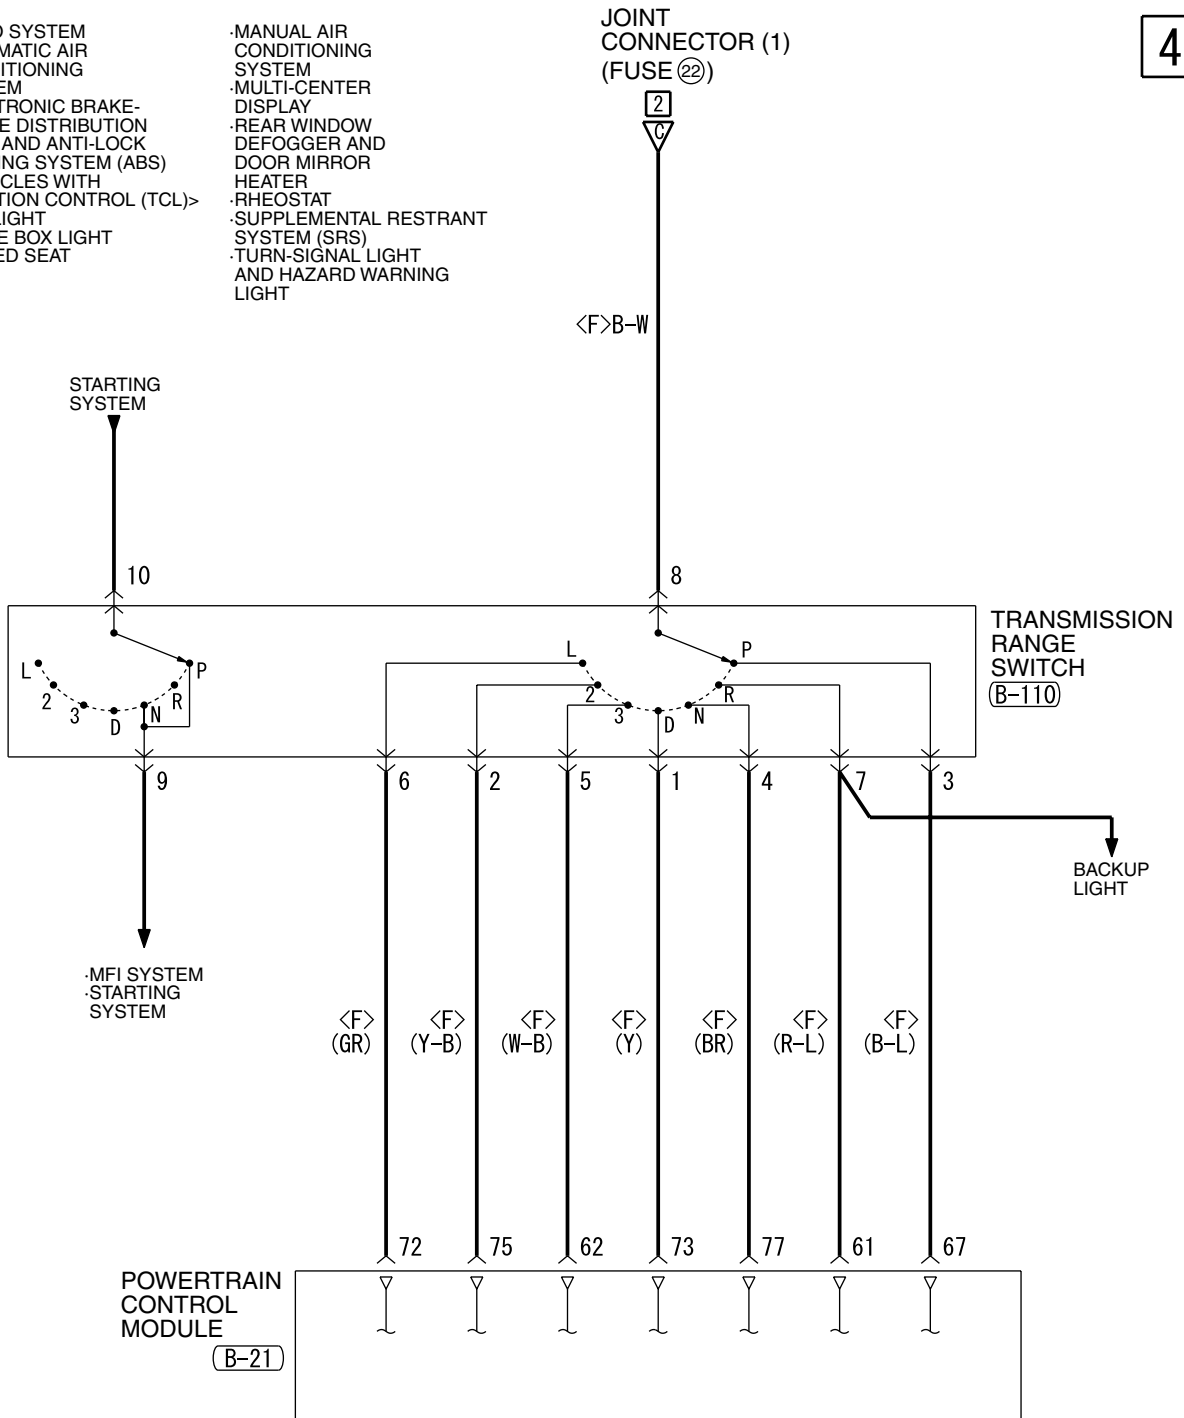 SYSTEM
MATIC AIR
ITIONING
EM
TRONIC BRAKE-
E DISTRIBUTION
AND ANTI-LOCK
NG SYSTEM (ABS)
CLES WITH
TION CONTROL (TCL)>
IGHT
E BOX LIGHT
ED SEAT
·MANUAL AIR
CONDITIONING
SYSTEM
·MULTI-CENTER
DISPLAY
·REAR WINDOW
DEFOGGER AND
DOOR MIRROR
HEATER
·RHEOSTAT
·SUPPLEMENTAL RESTRANT
SYSTEM (SRS)
·TURN-SIGNAL LIGHT
AND HAZARD WARNING
LIGHT
JOINT
CONNECTOR (1)
(FUSE 22)
2
C
4
<F>B-W
STARTING
SYSTEM
10
8
TRANSMISSION
RANGE
SWITCH
B-110
L 2 3 D N R P
L 2 3 D N R P
9 6 2 5 1 4 7 3
BACKUP
LIGHT
·MFI SYSTEM
·STARTING
SYSTEM
<F> <F> <F> <F> <F> <F> <F>
(GR) (Y-B) (W-B) (Y) (BR) (R-L) (B-L)
72 75 62 73 77 61 67
POWERTRAIN
CONTROL
MODULE
B-21